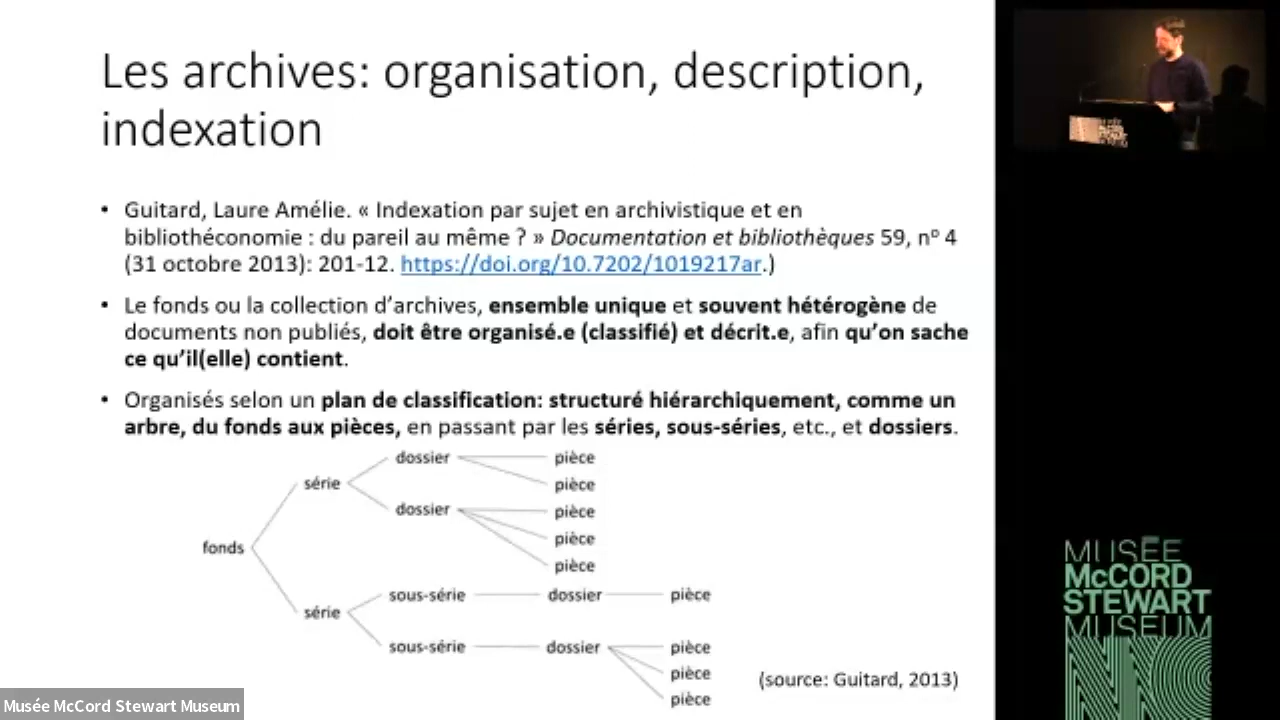 Les archives: organisation, description,
indexation
• Guitard, Laure Amélie. « Indexation par sujet en archivistique et en
bibliothéconomie : du pareil au même ? » Documentation et bibliothèques 59, nº 4
(31 octobre 2013): 201-12. https://doi.org/10.7202/1019217ar.)
• Le fonds ou la collection d'archives, ensemble unique et souvent hétérogène de
documents non publiés, doit être organisé.e (classifié) et décrit.e, afin qu'on sache
ce qu'il(elle) contient.
• Organisés selon un plan de classification: structuré hiérarchiquement, comme un
arbre, du fonds aux pièces, en passant par les séries, sous-séries, etc., et dossiers.
dossier pièce
série pièce
dossier pièce
pièce
fonds
pièce
sous-série dossier pièce
série
sous-série dossier pièce
pièce
(source: Guitard, 2013)
pièce
Musée McCord Stewart Museum
MUSÉE
McCORD
STEWART
MUSEUM